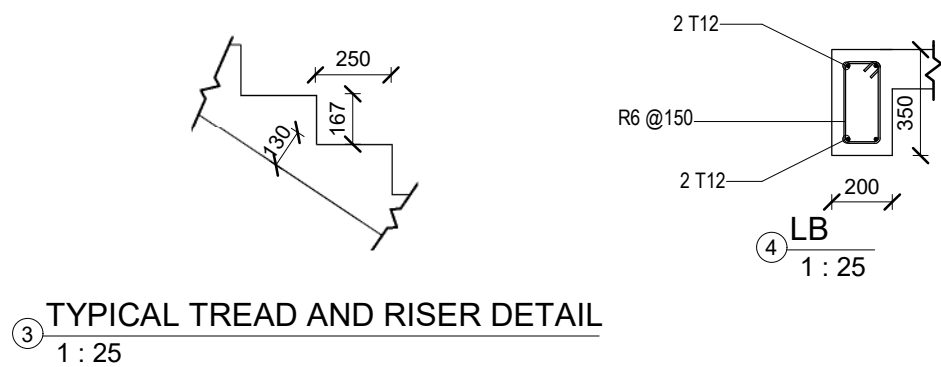 250
167
130
3
TYPICAL TREAD AND RISER DETAIL
1 : 25
2 T12
R6 @150
2 T12
350
200
4
LB
1 : 25